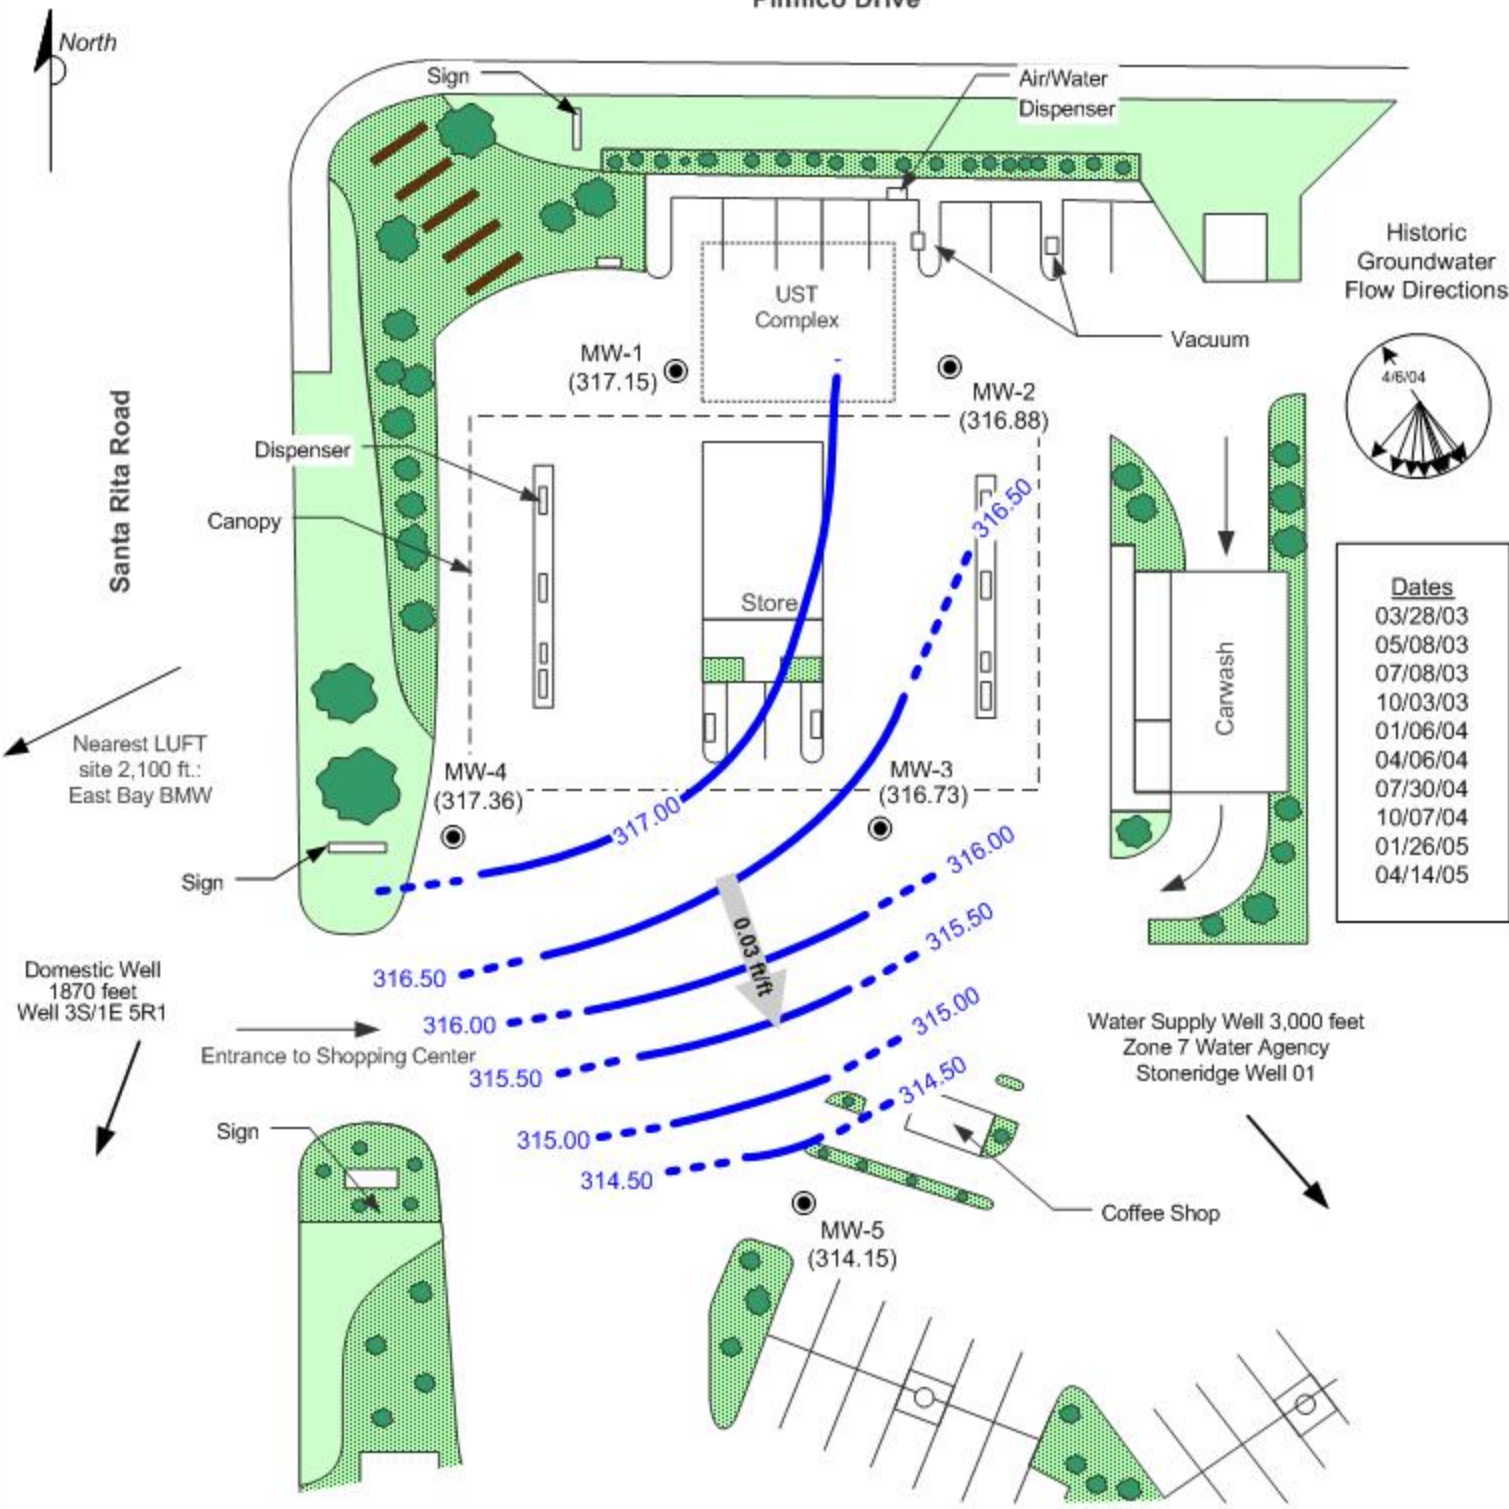 Pimlico Drive
North
Sign
Air/Water
Dispenser
Historic
Groundwater
Flow Directions
4/6/04
UST
Complex
Vacuum
MW-1
(317.15)
MW-2
(316.88)
Santa Rita Road
Dispenser
Canopy
316.50
Store
Carwash
Dates
03/28/03
05/08/03
07/08/03
10/03/03
01/06/04
04/06/04
07/30/04
10/07/04
01/26/05
04/14/05
Nearest LUFT
site 2,100 ft.:
East Bay BMW
MW-4
(317.36)
MW-3
(316.73)
317.00
Sign
316.00
315.50
0.03 ft/ft
Domestic Well
1870 feet
Well 3S/1E 5R1
316.50
316.00
315.00
Entrance to Shopping Center
315.50
314.50
Water Supply Well 3,000 feet
Zone 7 Water Agency
Stoneridge Well 01
Sign
315.00
314.50
Coffee Shop
MW-5
(314.15)